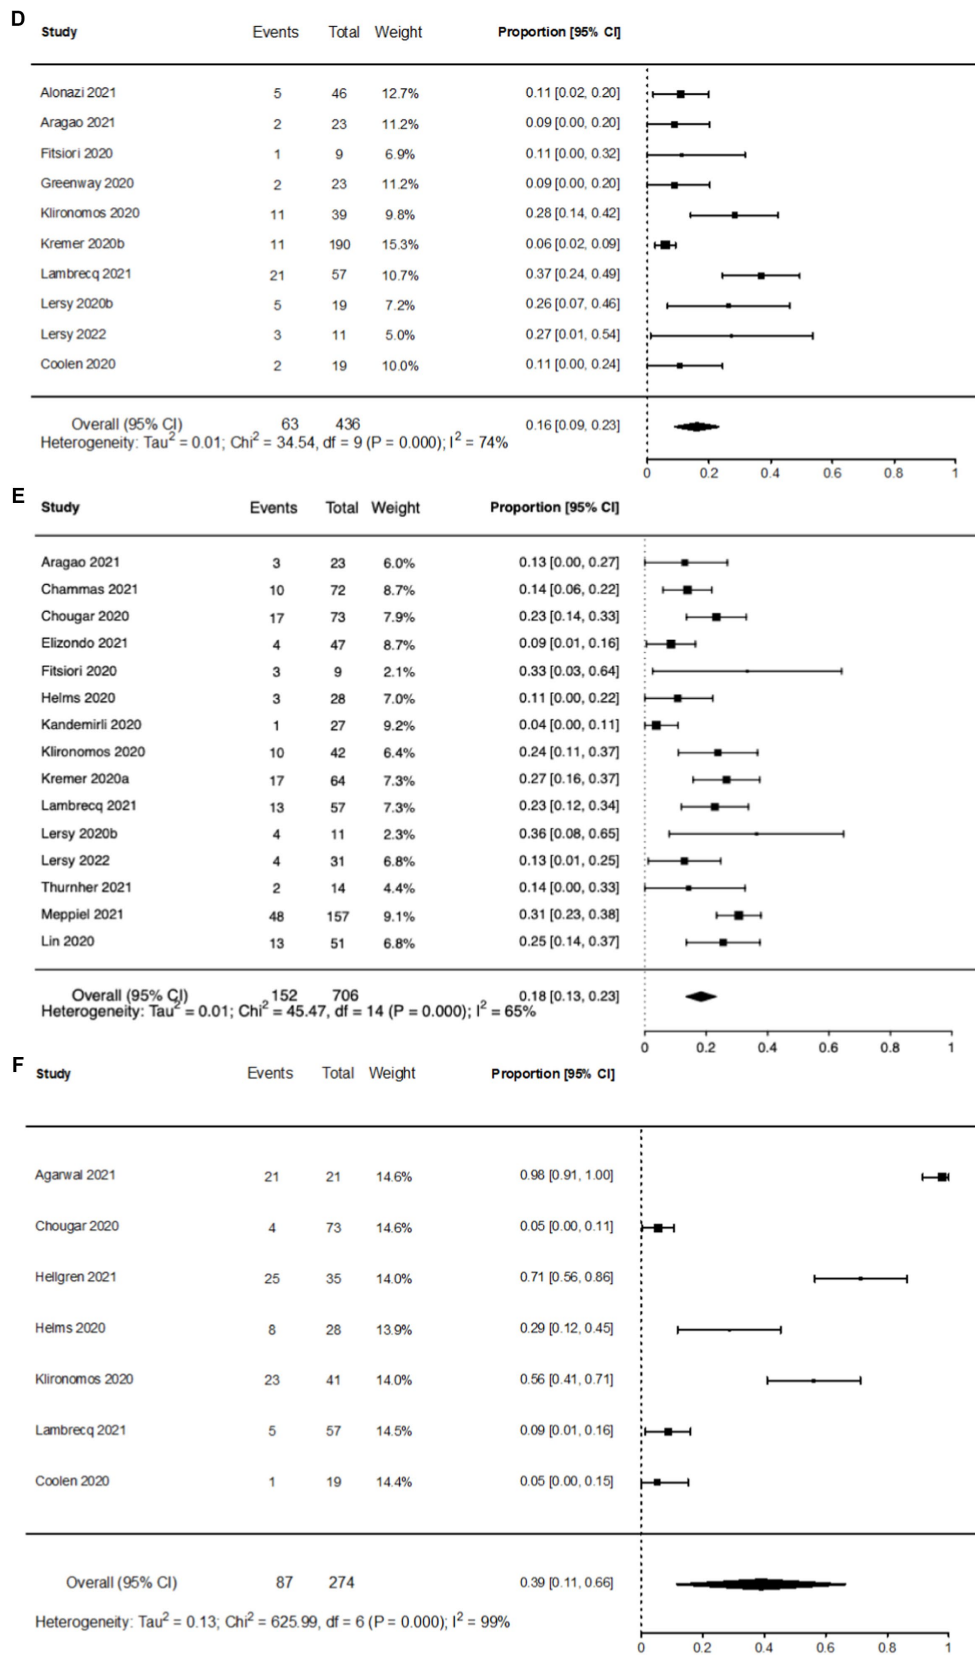 D
Study Events Total Weight Proportion [95% CI]
Alonazi 2021 5 46 12.7% 0.11 [0.02, 0.20]
Aragao 2021 2 23 11.2% 0.09 [0.00, 0.20]
Fitsiori 2020 1 9 6.9% 0.11 [0.00, 0.32]
Greenway 2020 2 23 11.2% 0.09 [0.00, 0.20]
Klironomos 2020 11 39 9.8% 0.28 [0.14, 0.42]
Kremer 2020b 11 190 15.3% 0.06 [0.02, 0.09]
Lambrecq 2021 21 57 10.7% 0.37 [0.24, 0.49]
Lersy 2020b 5 19 7.2% 0.26 [0.07, 0.46]
Lersy 2022 3 11 5.0% 0.27 [0.01, 0.54]
Coolen 2020 2 19 10.0% 0.11 [0.00, 0.24]
Overall (95% CI) 63 436 0.16 [0.09, 0.23]
Heterogeneity: Tau² = 0.01; Chi² = 34.54, df = 9 (P = 0.000); I² = 74%
0 0.2 0.4 0.6 0.8 1
E
Study Events Total Weight Proportion [95% CI]
Aragao 2021 3 23 6.0% 0.13 [0.00, 0.27]
Chammas 2021 10 72 8.7% 0.14 [0.06, 0.22]
Chougar 2020 17 73 7.9% 0.23 [0.14, 0.33]
Elizondo 2021 4 47 8.7% 0.09 [0.01, 0.16]
Fitsiori 2020 3 9 2.1% 0.33 [0.03, 0.64]
Helms 2020 3 28 7.0% 0.11 [0.00, 0.22]
Kandemirli 2020 1 27 9.2% 0.04 [0.00, 0.11]
Klironomos 2020 10 42 6.4% 0.24 [0.11, 0.37]
Kremer 2020a 17 64 7.3% 0.27 [0.16, 0.37]
Lambrecq 2021 13 57 7.3% 0.23 [0.12, 0.34]
Lersy 2020b 4 11 2.3% 0.36 [0.08, 0.65]
Lersy 2022 4 31 6.8% 0.13 [0.01, 0.25]
Thurnher 2021 2 14 4.4% 0.14 [0.00, 0.33]
Meppiel 2021 48 157 9.1% 0.31 [0.23, 0.38]
Lin 2020 13 51 6.8% 0.25 [0.14, 0.37]
Overall (95% CI) 152 706 0.18 [0.13, 0.23]
Heterogeneity: Tau² = 0.01; Chi² = 45.47, df = 14 (P = 0.000); I² = 65%
0 0.2 0.4 0.6 0.8 1
F
Study Events Total Weight Proportion [95% CI]
Agarwal 2021 21 21 14.6% 0.98 [0.91, 1.00]
Chougar 2020 4 73 14.6% 0.05 [0.00, 0.11]
Hellgren 2021 25 35 14.0% 0.71 [0.56, 0.86]
Helms 2020 8 28 13.9% 0.29 [0.12, 0.45]
Klironomos 2020 23 41 14.0% 0.56 [0.41, 0.71]
Lambrecq 2021 5 57 14.5% 0.09 [0.01, 0.16]
Coolen 2020 1 19 14.4% 0.05 [0.00, 0.15]
Overall (95% CI) 87 274 0.39 [0.11, 0.66]
Heterogeneity: Tau² = 0.13; Chi² = 625.99, df = 6 (P = 0.000); I² = 99%
0 0.2 0.4 0.6 0.8 1